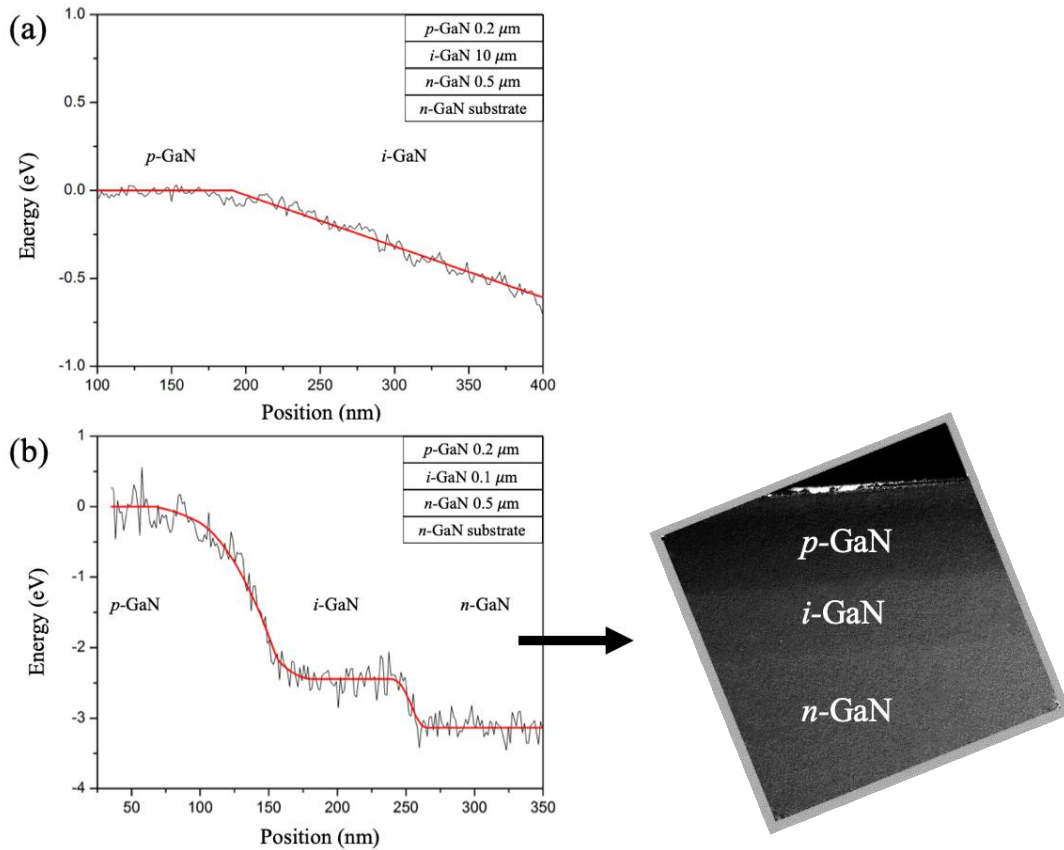 (a)
p-GaN 0.2 μm
i-GaN 10 μm
n-GaN 0.5 μm
n-GaN substrate
1.0
0.5
0.0
-0.5
-1.0
Energy (eV)
p-GaN
i-GaN
100 150 200 250 300 350 400
Position (nm)
(b)
p-GaN 0.2 μm
i-GaN 0.1 μm
n-GaN 0.5 μm
n-GaN substrate
1
0
-1
-2
-3
-4
Energy (eV)
p-GaN
i-GaN
n-GaN
50 100 150 200 250 300 350
Position (nm)
p-GaN
i-GaN
n-GaN